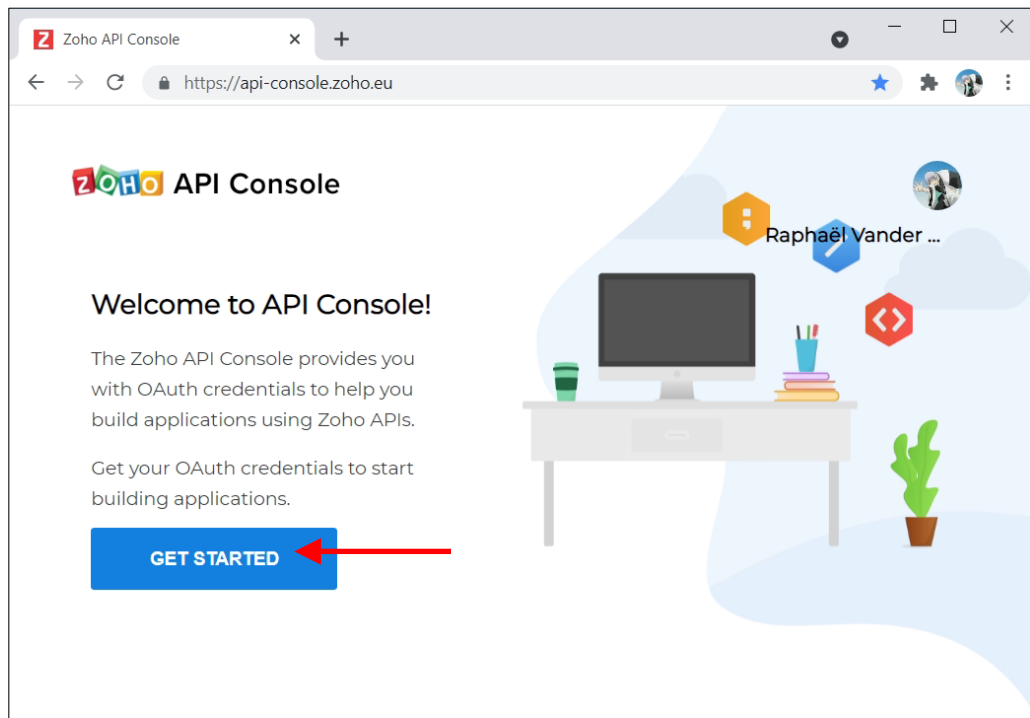 Zoho API Console
https://api-console.zoho.eu
ZOHO API Console
Raphaël Vander ...
Welcome to API Console!
The Zoho API Console provides you
with OAuth credentials to help you
build applications using Zoho APIs.
Get your OAuth credentials to start
building applications.
GET STARTED